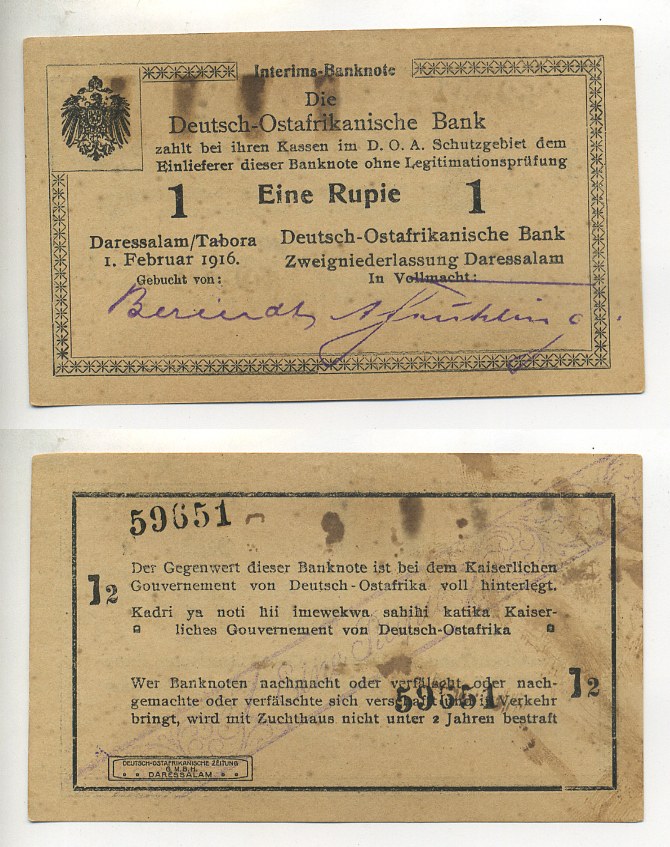 Interims-Banknote
Die
Deutsch-Ostafrikanische Bank
zahlt bei ihren Kassen im D. O. A. Schutzgebiet dem
Einlieferer dieser Banknote ohne Legitimationsprüfung
1 Eine Rupie 1
Daressalam/Tabora
1. Februar 1916.
Gebucht von:
Deutsch-Ostafrikanische Bank
Zweigniederlassung Daressalam
In Vollmacht:
59651
Der Gegenwert dieser Banknote ist bei dem Kaiserlichen
Gouvernement von Deutsch-Ostafrika voll hinterlegt.
J2
Kadri ya noti hii imewekwa sahihi katika Kaiser-
liches Gouvernement von Deutsch-Ostafrika
Wer Banknoten nachmacht oder verfälscht oder nach-
gemachte oder verfälschte sich verschafft und in Verkehr
bringt, wird mit Zuchthaus nicht unter 2 Jahren bestraft
59651
J2
DEUTSCH-OSTAFRIKANISCHE ZEITUNG
G.M.B.H.
DARESSALAM